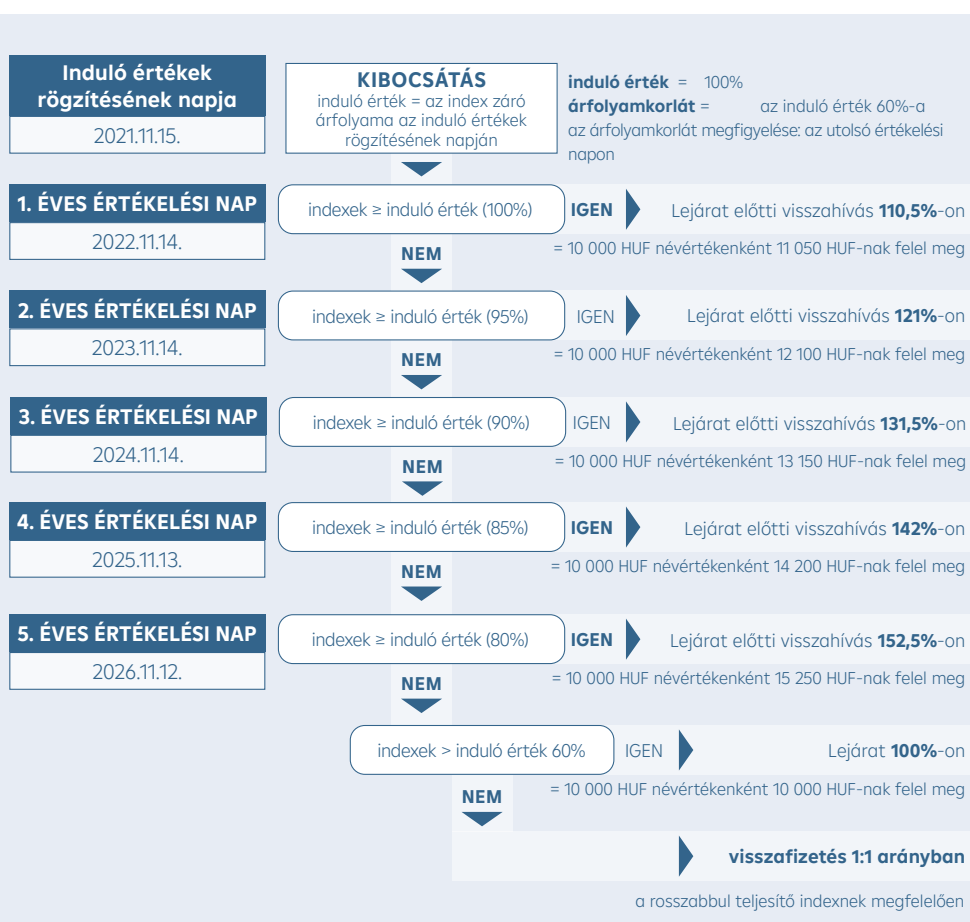 Induló értékek
rögzítésének napja
2021.11.15.
KIBOCSÁTÁS
induló érték = az index záró
árfolyama az induló értékek
rögzítésének napján
induló érték = 100%
árfolyamkorlát = az induló érték 60%-a
az árfolyamkorlát megfigyelése: az utolsó értékelési
napon
1. ÉVES ÉRTÉKELÉSI NAP
2022.11.14.
indexek ≥ induló érték (100%)
IGEN
Lejárat előtti visszahívás 110,5%-on
= 10 000 HUF névértékenként 11 050 HUF-nak felel meg
NEM
2. ÉVES ÉRTÉKELÉSI NAP
2023.11.14.
indexek ≥ induló érték (95%)
IGEN
Lejárat előtti visszahívás 121%-on
= 10 000 HUF névértékenként 12 100 HUF-nak felel meg
NEM
3. ÉVES ÉRTÉKELÉSI NAP
2024.11.14.
indexek ≥ induló érték (90%)
IGEN
Lejárat előtti visszahívás 131,5%-on
= 10 000 HUF névértékenként 13 150 HUF-nak felel meg
NEM
4. ÉVES ÉRTÉKELÉSI NAP
2025.11.13.
indexek ≥ induló érték (85%)
IGEN
Lejárat előtti visszahívás 142%-on
= 10 000 HUF névértékenként 14 200 HUF-nak felel meg
NEM
5. ÉVES ÉRTÉKELÉSI NAP
2026.11.12.
indexek ≥ induló érték (80%)
IGEN
Lejárat előtti visszahívás 152,5%-on
= 10 000 HUF névértékenként 15 250 HUF-nak felel meg
NEM
indexek > induló érték 60%
IGEN
Lejárat 100%-on
= 10 000 HUF névértékenként 10 000 HUF-nak felel meg
NEM
visszafizetés 1:1 arányban
a rosszabbul teljesítő indexnek megfelelően